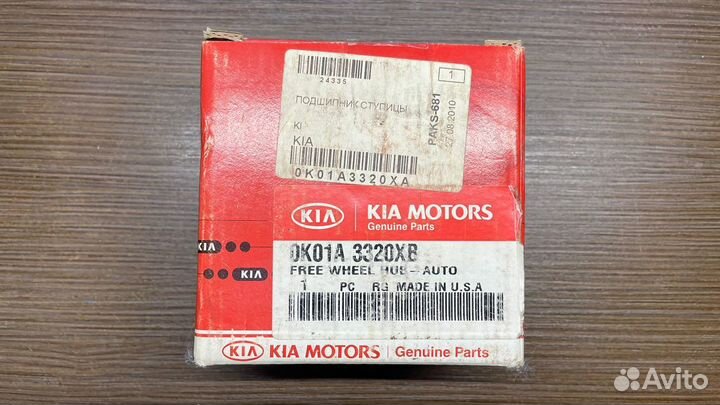 24335
1
ПОДШИПНИК СТУПИЦЫ
KI
KIA
0K01A3320XA
PAKS-681
27.08.2010
KIA KIA MOTORS
Genuine Parts
0K01A 3320XB
FREE WHEEL HUB - AUTO
1 PC RG MADE IN U.S.A
KIA
KIA
KIA KIA MOTORS Genuine Parts
Avito